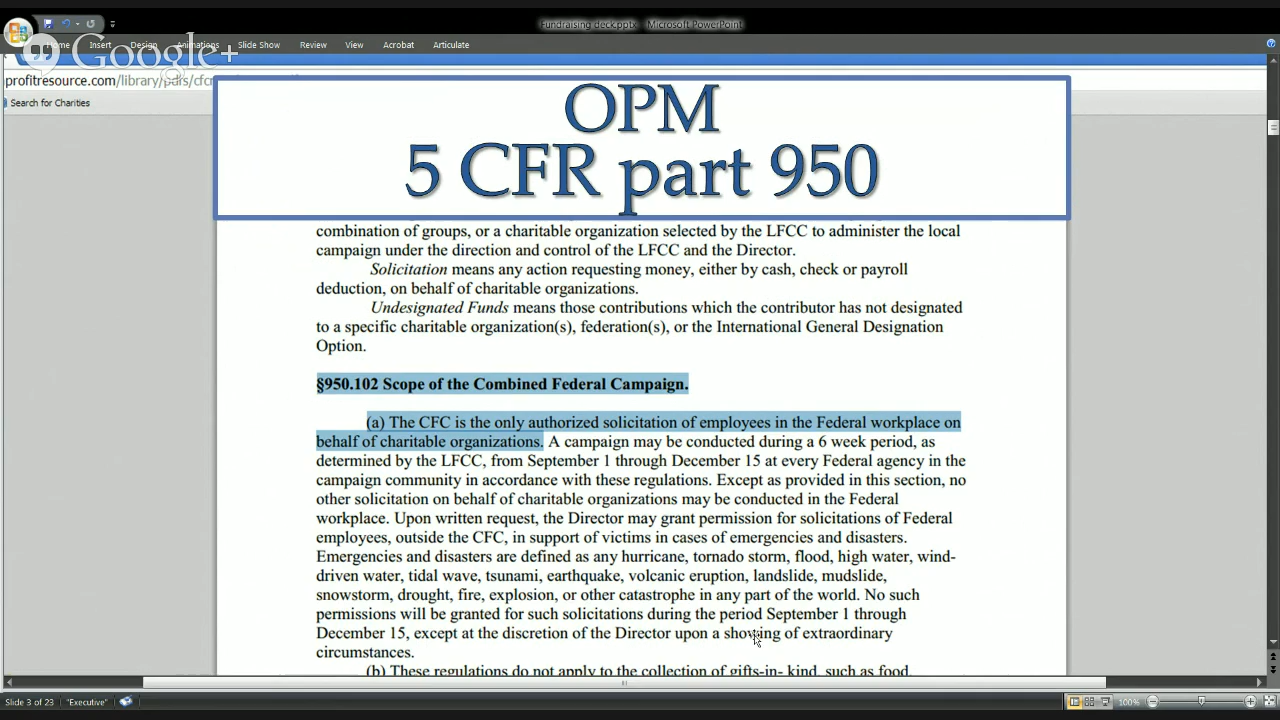 Fundraising deck.pptx - Microsoft PowerPoint
Home Insert Design Animations Slide Show Review View Acrobat Articulate
Google+
profitresource.com/library/pdfs/cfc
Search for Charities
OPM
5 CFR part 950
combination of groups, or a charitable organization selected by the LFCC to administer the local
campaign under the direction and control of the LFCC and the Director.
Solicitation means any action requesting money, either by cash, check or payroll
deduction, on behalf of charitable organizations.
Undesignated Funds means those contributions which the contributor has not designated
to a specific charitable organization(s), federation(s), or the International General Designation
Option.
§950.102 Scope of the Combined Federal Campaign.
(a) The CFC is the only authorized solicitation of employees in the Federal workplace on
behalf of charitable organizations. A campaign may be conducted during a 6 week period, as
determined by the LFCC, from September 1 through December 15 at every Federal agency in the
campaign community in accordance with these regulations. Except as provided in this section, no
other solicitation on behalf of charitable organizations may be conducted in the Federal
workplace. Upon written request, the Director may grant permission for solicitations of Federal
employees, outside the CFC, in support of victims in cases of emergencies and disasters.
Emergencies and disasters are defined as any hurricane, tornado storm, flood, high water, wind-
driven water, tidal wave, tsunami, earthquake, volcanic eruption, landslide, mudslide,
snowstorm, drought, fire, explosion, or other catastrophe in any part of the world. No such
permissions will be granted for such solicitations during the period September 1 through
December 15, except at the discretion of the Director upon a showing of extraordinary
circumstances.
(b) These regulations do not apply to the collection of gifts-in- kind, such as food,
Slide 3 of 23 "Executive" 100%